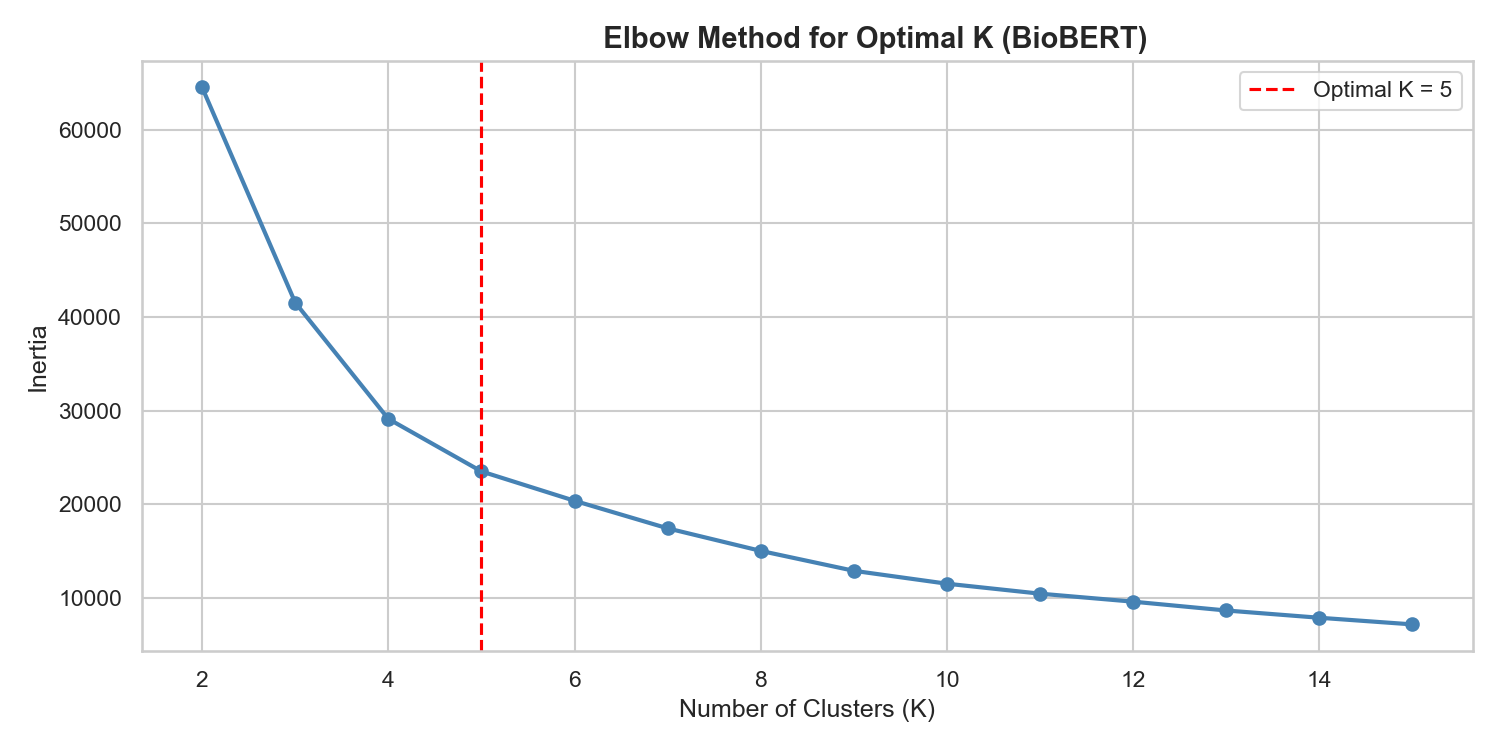 Elbow Method for Optimal K (BioBERT)
Optimal K = 5
Inertia
60000
50000
40000
30000
20000
10000
2 4 6 8 10 12 14
Number of Clusters (K)